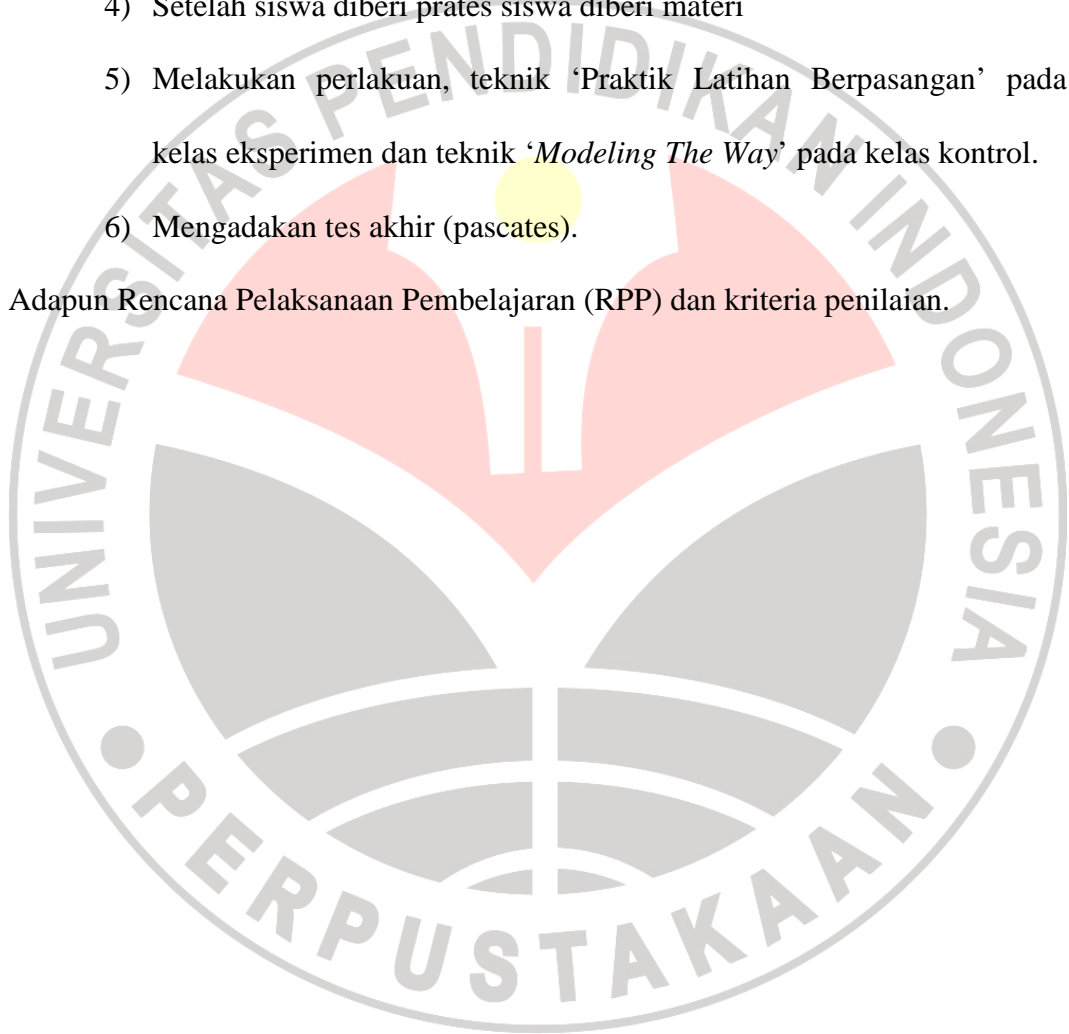 4) Setelah siswa diberi prates siswa diberi materi
5) Melakukan perlakuan, teknik ‘Praktik Latihan Berpasangan’ pada
kelas eksperimen dan teknik ‘Modeling The Way’ pada kelas kontrol.
6) Mengadakan tes akhir (pascates).
Adapun Rencana Pelaksanaan Pembelajaran (RPP) dan kriteria penilaian.
UNIVERSITAS PENDIDIKAN INDONESIA
PERPUSTAKAAN